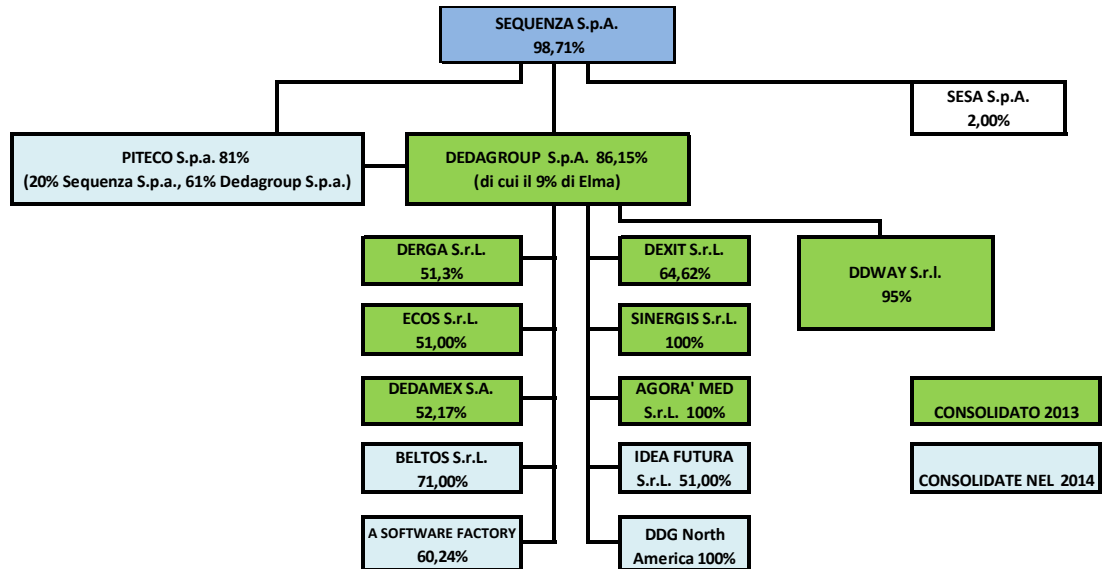 SEQUENZA S.p.A.
98,71%
SESA S.p.A.
2,00%
PITECO S.p.a. 81%
(20% Sequenza S.p.a., 61% Dedagroup S.p.a.)
DEDAGROUP S.p.A. 86,15%
(di cui il 9% di Elma)
DERGA S.r.L.
51,3%
DEXIT S.r.L.
64,62%
DDWAY S.r.l.
95%
ECOS S.r.L.
51,00%
SINERGIS S.r.L.
100%
DEDAMEX S.A.
52,17%
AGORA' MED
S.r.L. 100%
CONSOLIDATO 2013
BELTOS S.r.L.
71,00%
IDEA FUTURA
S.r.L. 51,00%
CONSOLIDATE NEL 2014
A SOFTWARE FACTORY
60,24%
DDG North
America 100%